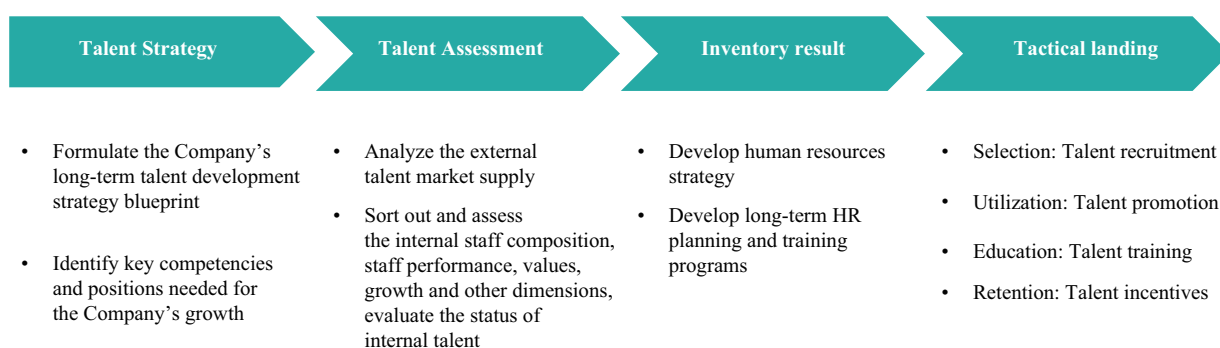 Talent Strategy
Talent Assessment
Inventory result
Tactical landing
• Formulate the Company’s
long-term talent development
strategy blueprint
• Identify key competencies
and positions needed for
the Company’s growth
• Analyze the external
talent market supply
• Sort out and assess
the internal staff composition,
staff performance, values,
growth and other dimensions,
evaluate the status of
internal talent
• Develop human resources
strategy
• Develop long-term HR
planning and training
programs
• Selection: Talent recruitment
• Utilization: Talent promotion
• Education: Talent training
• Retention: Talent incentives